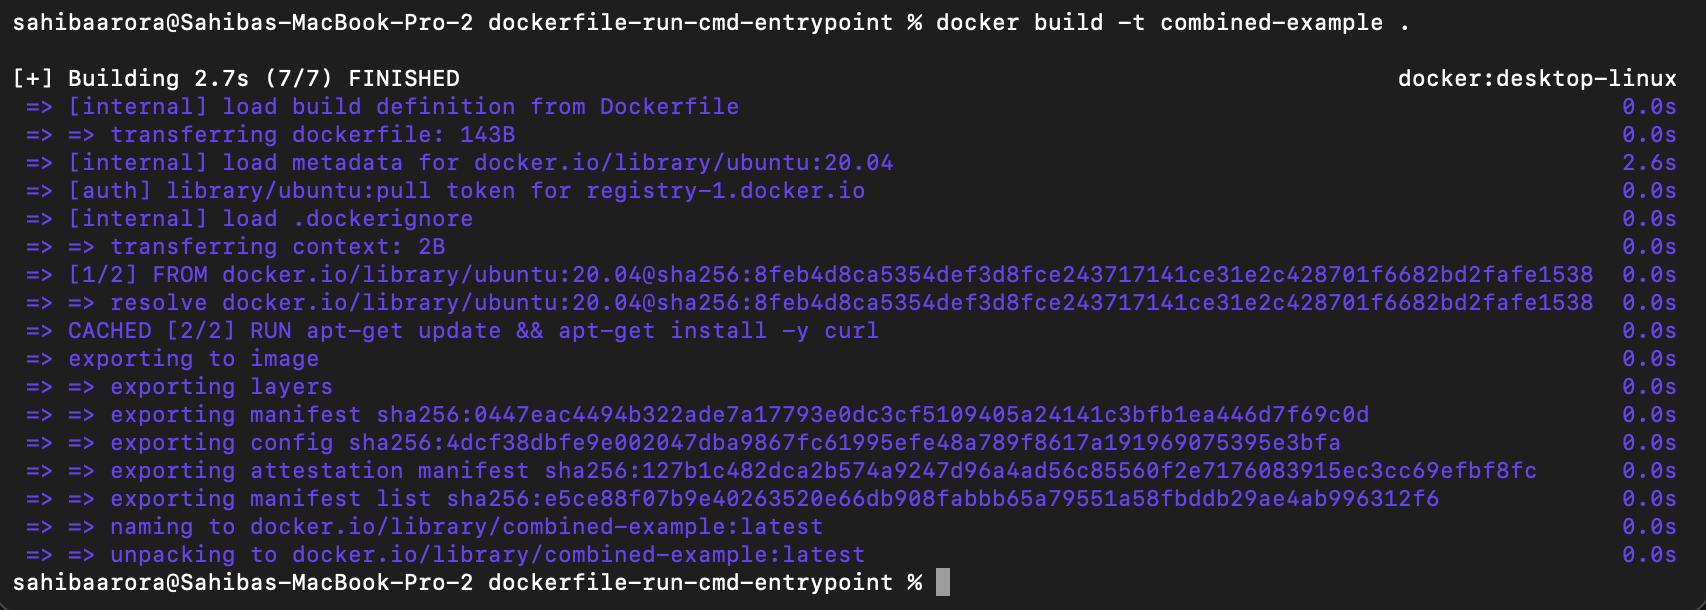 sahibaarora@Sahibas-MacBook-Pro-2 dockerfile-run-cmd-entrypoint % docker build -t combined-example .
[+] Building 2.7s (7/7) FINISHED docker:desktop-linux
=> [internal] load build definition from Dockerfile 0.0s
=> => transferring dockerfile: 143B 0.0s
=> [internal] load metadata for docker.io/library/ubuntu:20.04 2.6s
=> [auth] library/ubuntu:pull token for registry-1.docker.io 0.0s
=> [internal] load .dockerignore 0.0s
=> => transferring context: 2B 0.0s
=> [1/2] FROM docker.io/library/ubuntu:20.04@sha256:8feb4d8ca5354def3d8fce243717141ce31e2c428701f6682bd2fafe1538 0.0s
=> => resolve docker.io/library/ubuntu:20.04@sha256:8feb4d8ca5354def3d8fce243717141ce31e2c428701f6682bd2fafe1538 0.0s
=> CACHED [2/2] RUN apt-get update && apt-get install -y curl 0.0s
=> exporting to image 0.0s
=> => exporting layers 0.0s
=> => exporting manifest sha256:0447eac4494b322ade7a17793e0dc3cf5109405a24141c3bfb1ea446d7f69c0d 0.0s
=> => exporting config sha256:4dcf38dbfe9e002047dba9867fc61995efe48a789f8617a191969075395e3bfa 0.0s
=> => exporting attestation manifest sha256:127b1c482dca2b574a9247d96a4ad56c85560f2e7176083915ec3cc69efbf8fc 0.0s
=> => exporting manifest list sha256:e5ce88f07b9e40263520e66db908fabbb65a79551a58fbddb29ae4ab996312f6 0.0s
=> => naming to docker.io/library/combined-example:latest 0.0s
=> => unpacking to docker.io/library/combined-example:latest 0.0s
sahibaarora@Sahibas-MacBook-Pro-2 dockerfile-run-cmd-entrypoint %